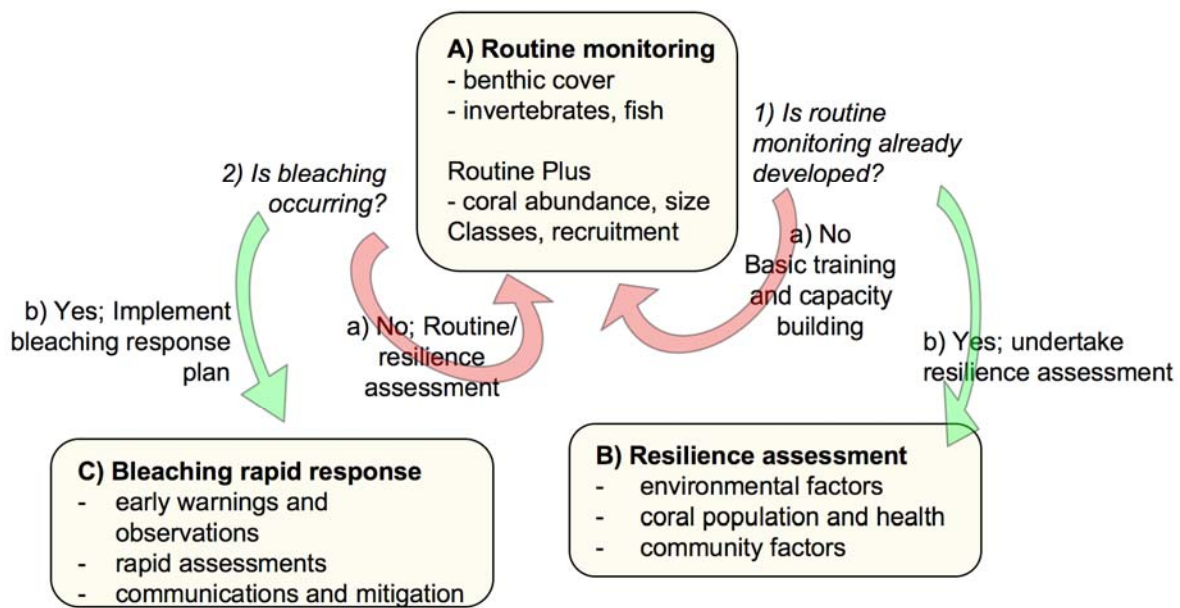 A) Routine monitoring
- benthic cover
- invertebrates, fish
Routine Plus
- coral abundance, size
Classes, recruitment
1) Is routine
monitoring already
developed?
a) No
Basic training
and capacity
building
b) Yes; undertake
resilience assessment
2) Is bleaching
occurring?
a) No; Routine/
resilience
assessment
b) Yes; Implement
bleaching response
plan
C) Bleaching rapid response
- early warnings and
observations
- rapid assessments
- communications and mitigation
B) Resilience assessment
- environmental factors
- coral population and health
- community factors